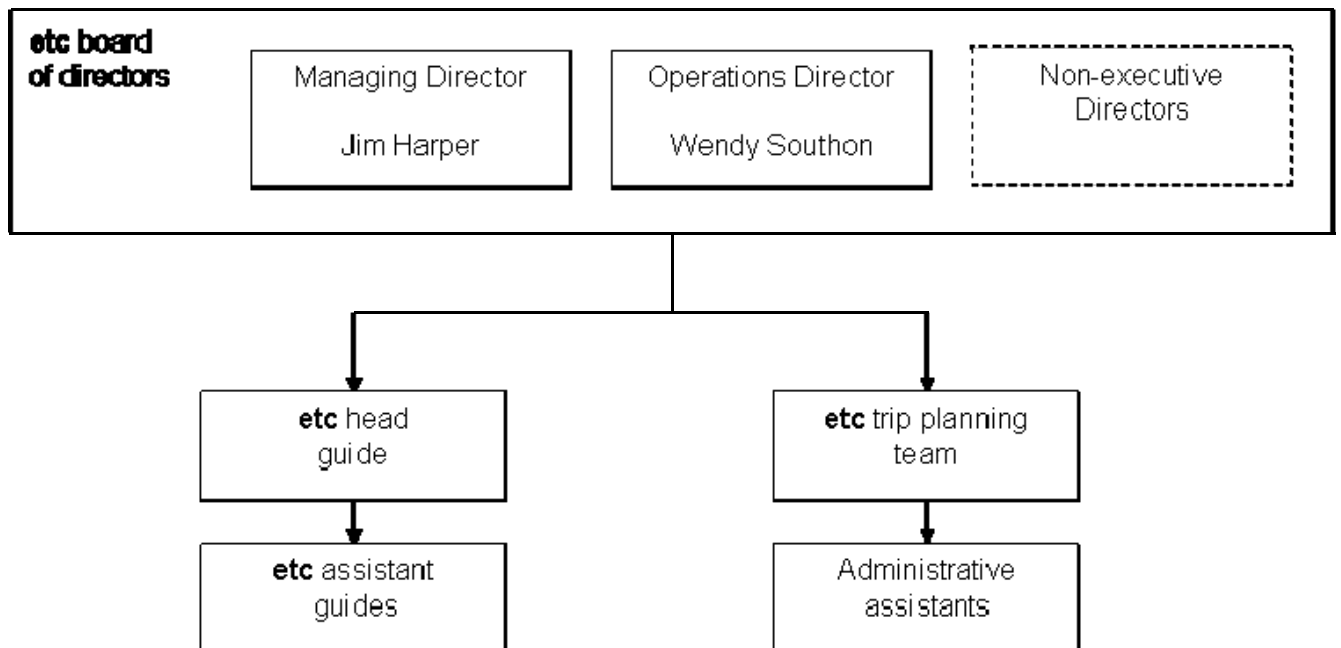 etc board
of directors
Managing Director
Jim Harper
Operations Director
Wendy Southon
Non-executive
Directors
etc head
guide
etc trip planning
team
etc assistant
guides
Administrative
assistants